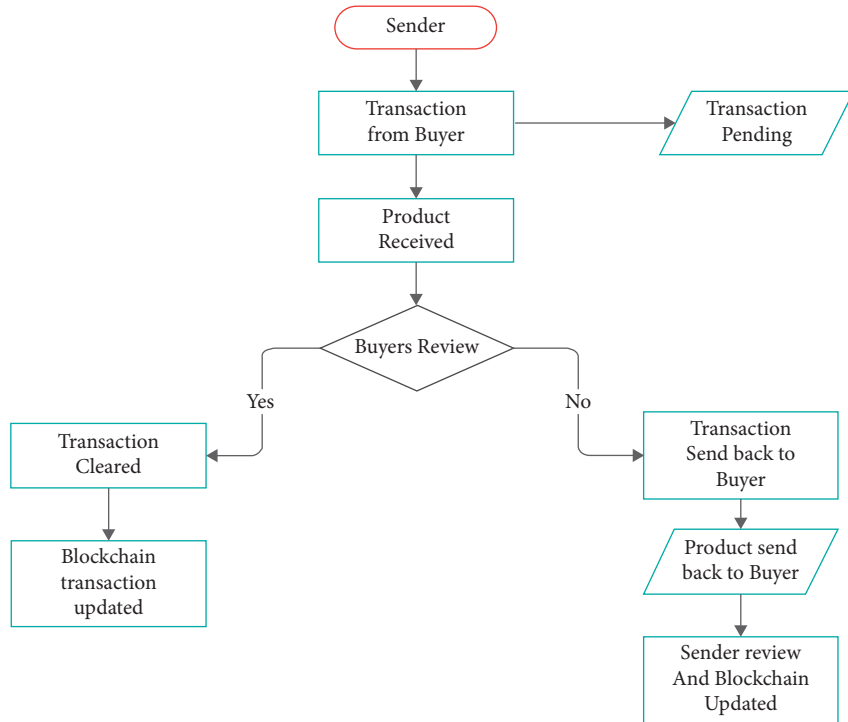 Sender
Transaction
from Buyer
Transaction
Pending
Product
Received
Buyers Review
Yes
No
Transaction
Cleared
Transaction
Send back to
Buyer
Blockchain
transaction
updated
Product send
back to Buyer
Sender review
And Blockchain
Updated